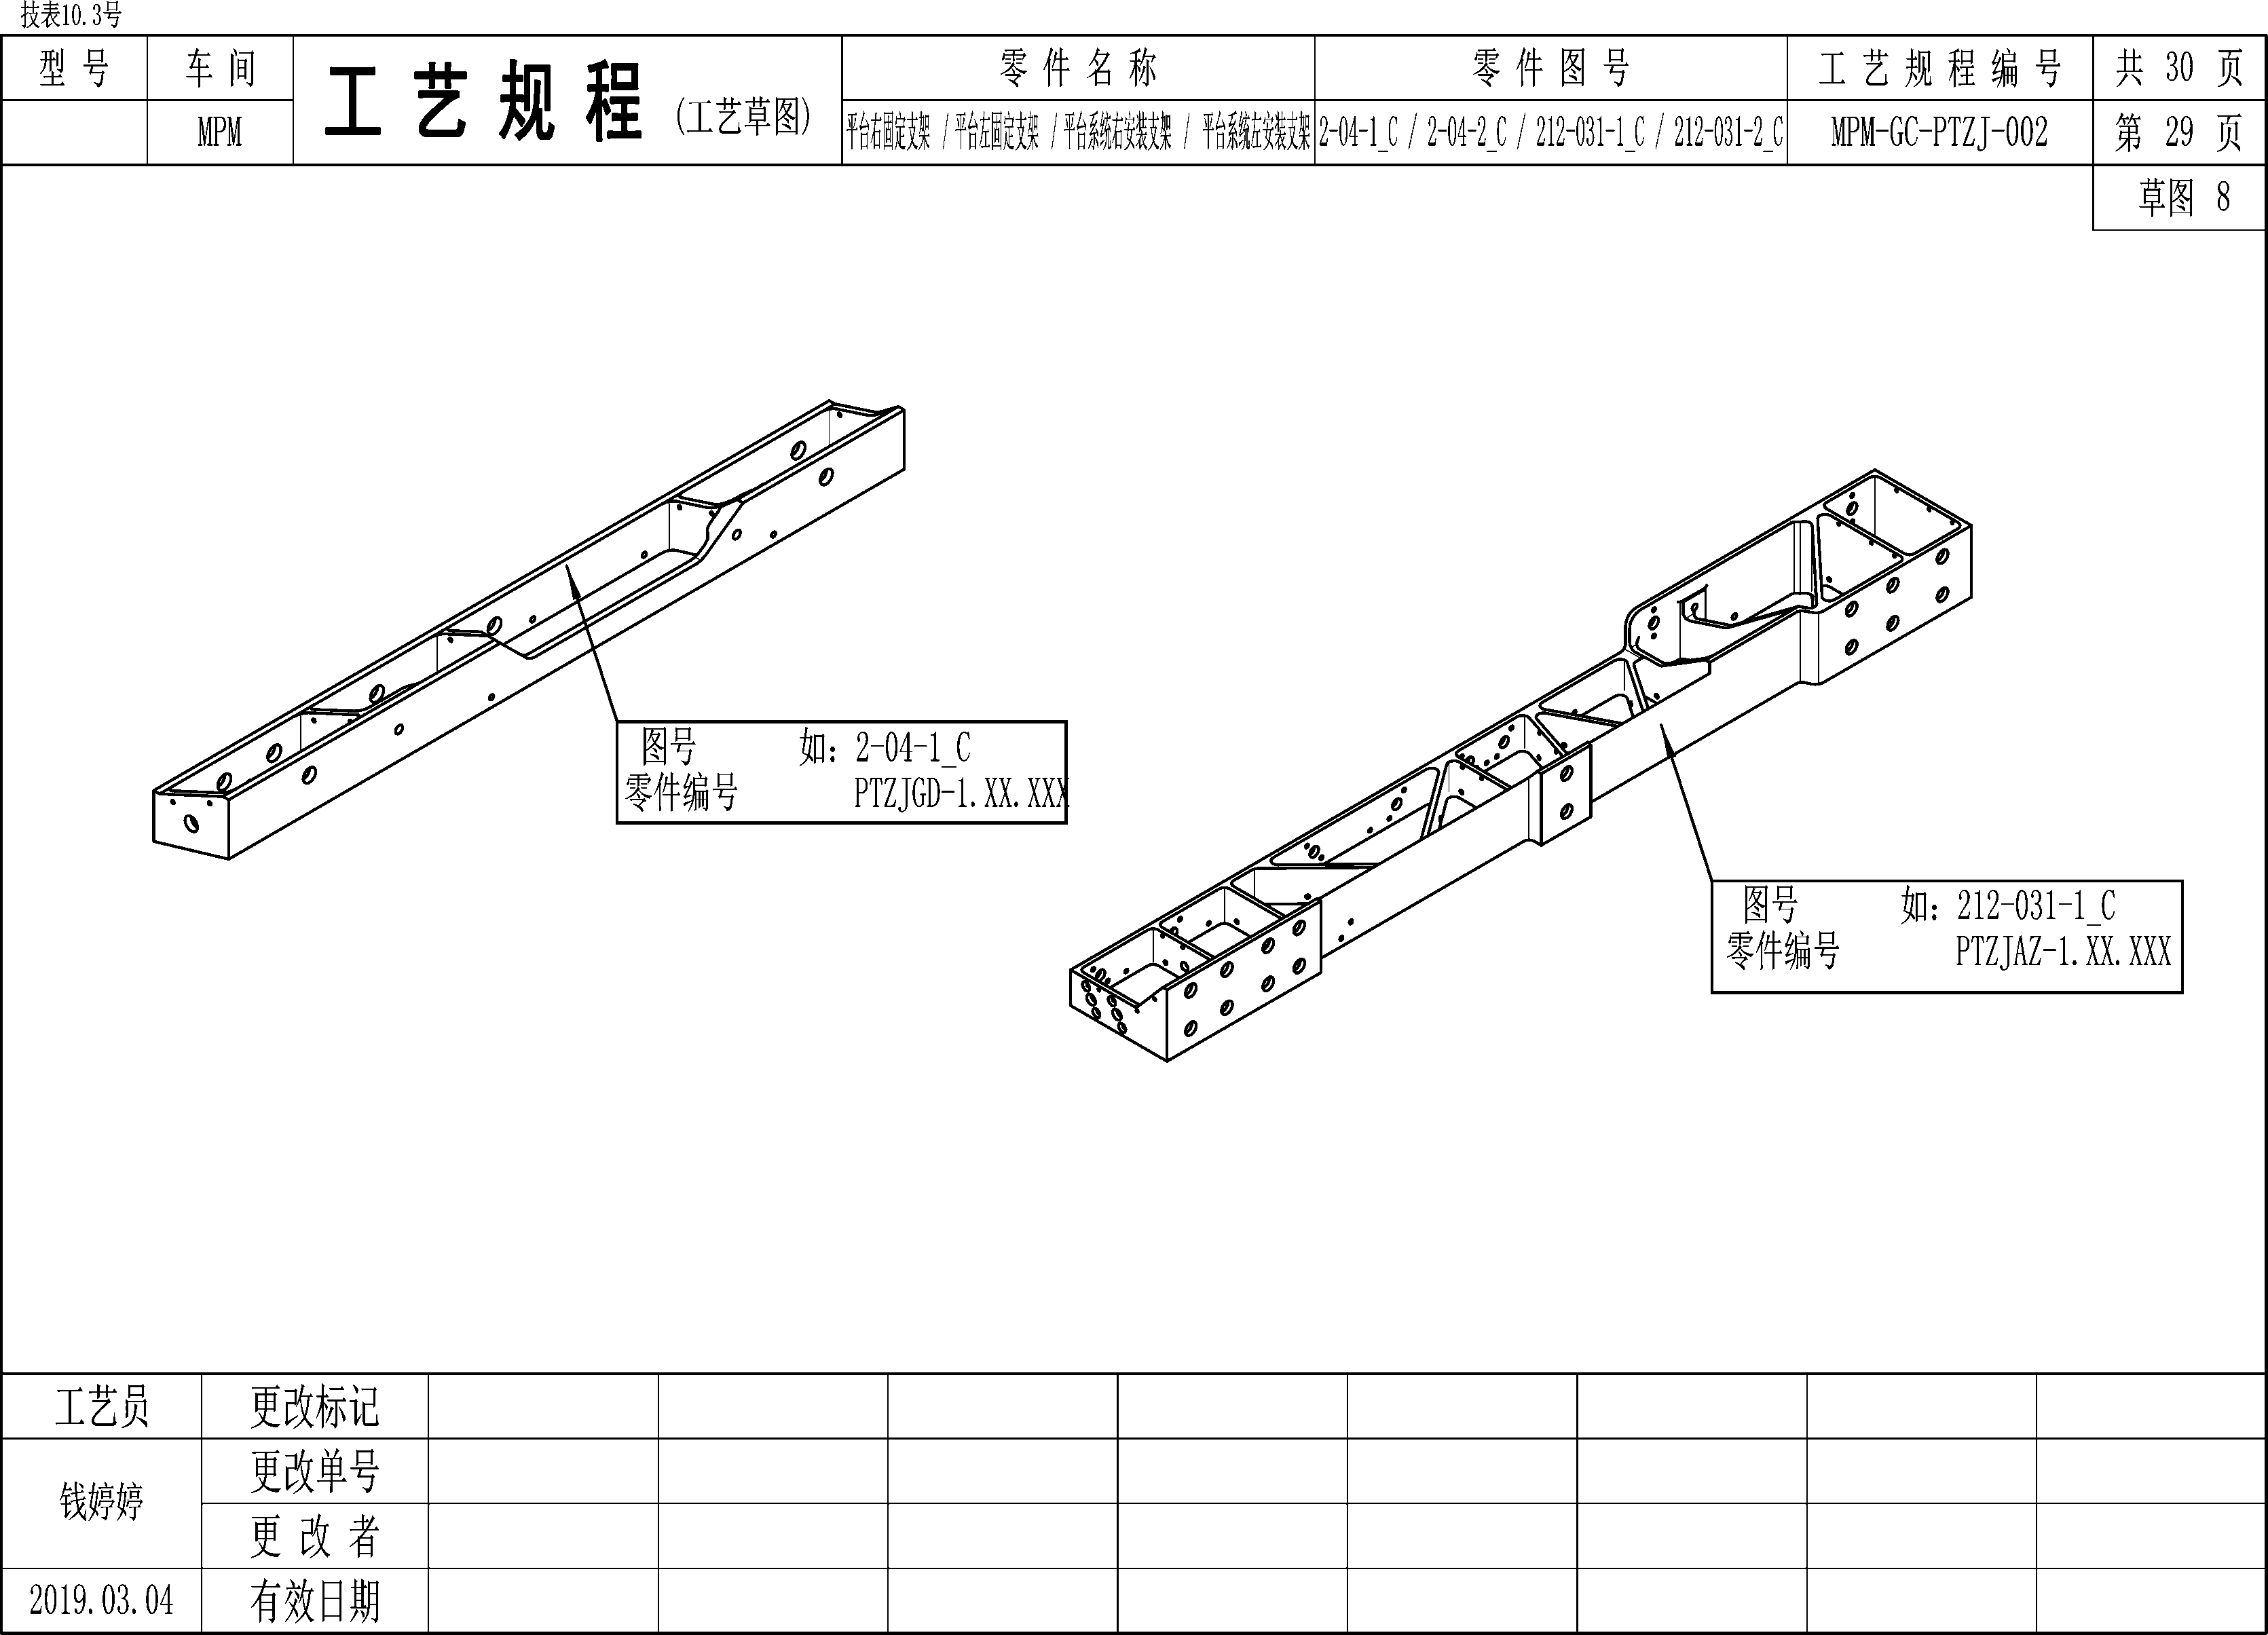 技表10.3号
型 号
车 间
工 艺 规 程 (工艺草图)
零 件 名 称
零 件 图 号
工 艺 规 程 编 号
共 30 页
MPM
平台右固定支架 / 平台左固定支架 / 平台系统右安装支架 / 平台系统左安装支架
2-04-1_C / 2-04-2_C / 212-031-1_C / 212-031-2_C
MPM-GC-PTZJ-002
第 29 页
草图 8
图号 如: 2-04-1_C
零件编号 PTZJGD-1.XX.XXX
图号 如: 212-031-1_C
零件编号 PTZJAZ-1.XX.XXX
工艺员
更改标记
钱婷婷
更改单号
更 改 者
2019.03.04
有效日期